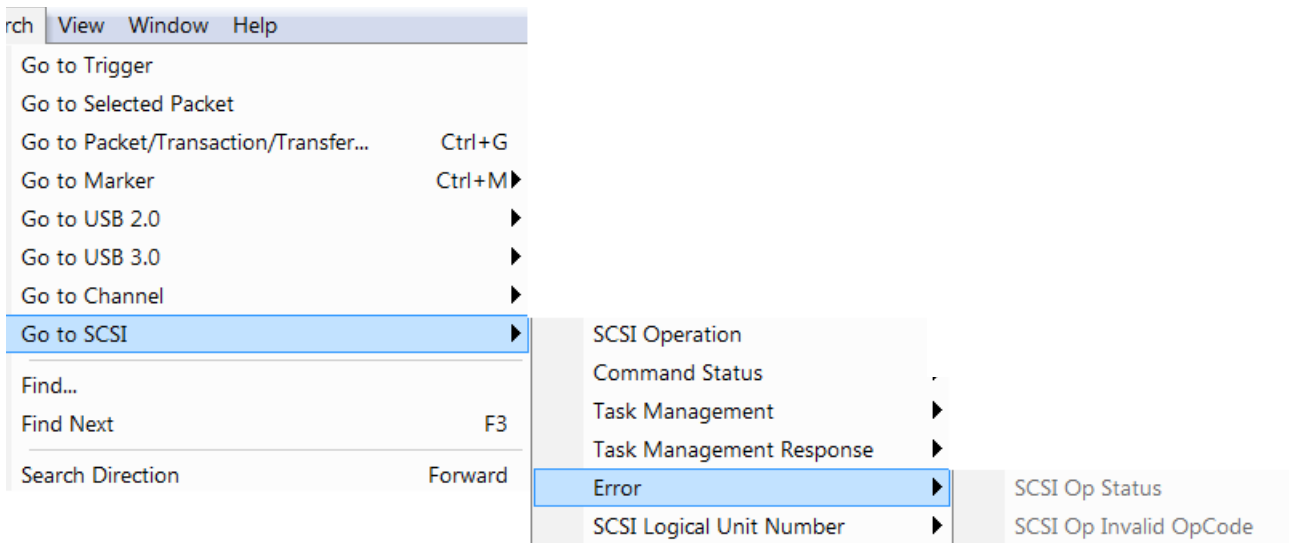 rch View Window Help
Go to Trigger
Go to Selected Packet
Go to Packet/Transaction/Transfer... Ctrl+G
Go to Marker Ctrl+M
Go to USB 2.0
Go to USB 3.0
Go to Channel
Go to SCSI
Find...
Find Next F3
Search Direction Forward
SCSI Operation
Command Status
Task Management
Task Management Response
Error
SCSI Logical Unit Number
SCSI Op Status
SCSI Op Invalid OpCode